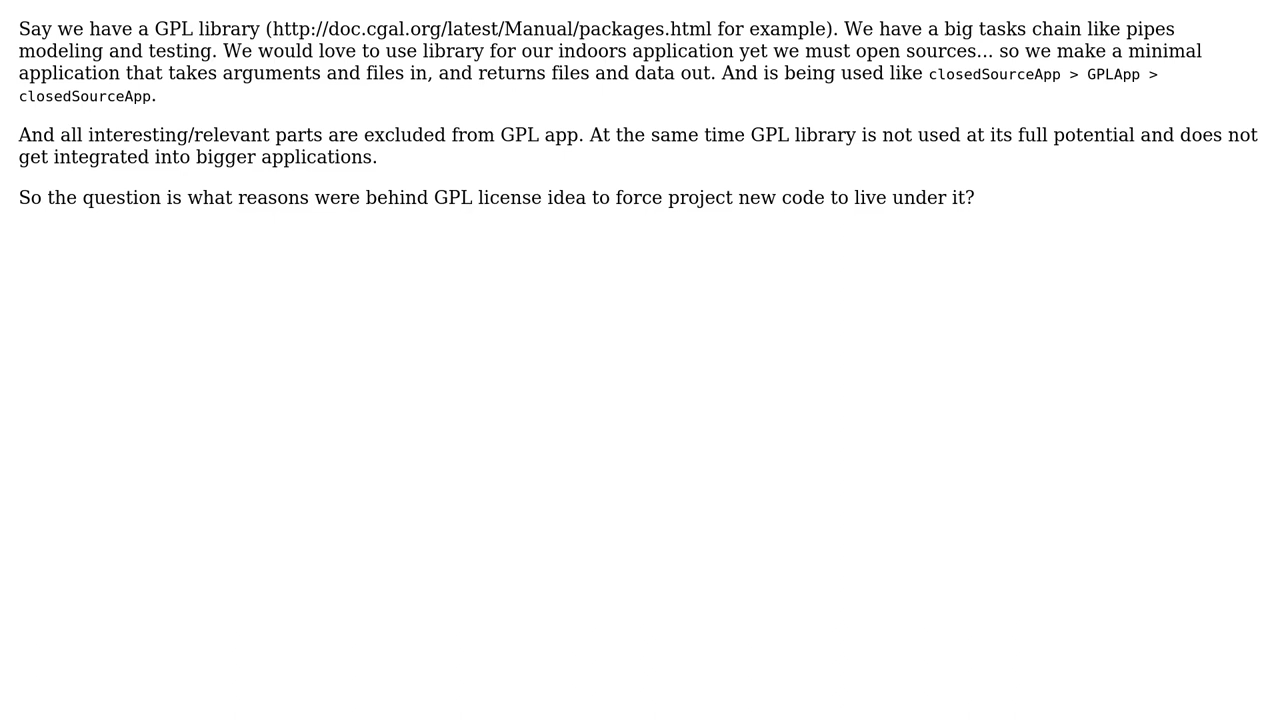 Say we have a GPL library (http://doc.cgal.org/latest/Manual/packages.html for example). We have a big tasks chain like pipes
modeling and testing. We would love to use library for our indoors application yet we must open sources... so we make a minimal
application that takes arguments and files in, and returns files and data out. And is being used like closedSourceApp > GPLApp >
closedSourceApp.
And all interesting/relevant parts are excluded from GPL app. At the same time GPL library is not used at its full potential and does not
get integrated into bigger applications.
So the question is what reasons were behind GPL license idea to force project new code to live under it?